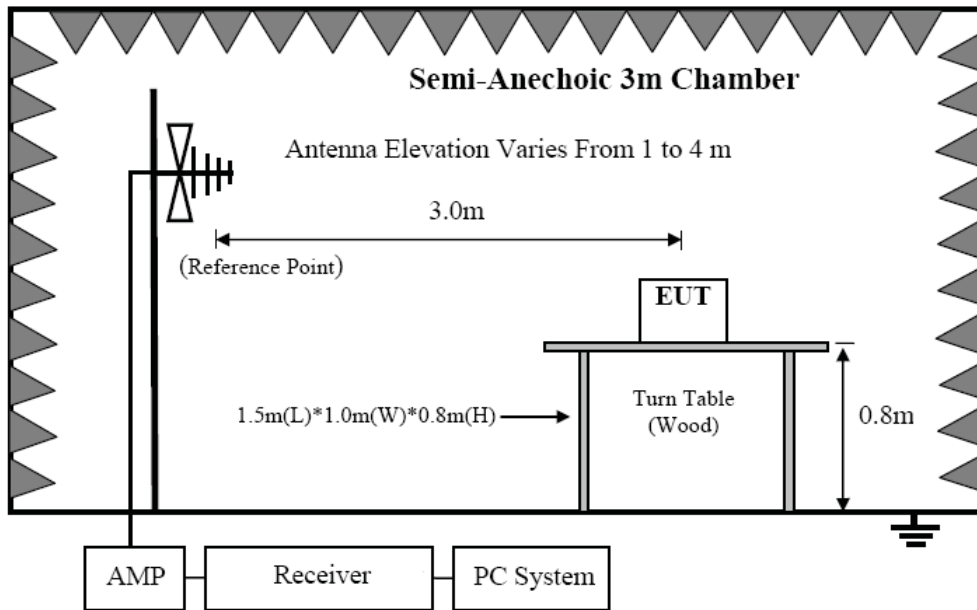 Semi-Anechoic 3m Chamber
Antenna Elevation Varies From 1 to 4 m
3.0m
(Reference Point)
EUT
1.5m(L)*1.0m(W)*0.8m(H)
Turn Table
(Wood)
0.8m
AMP
Receiver
PC System